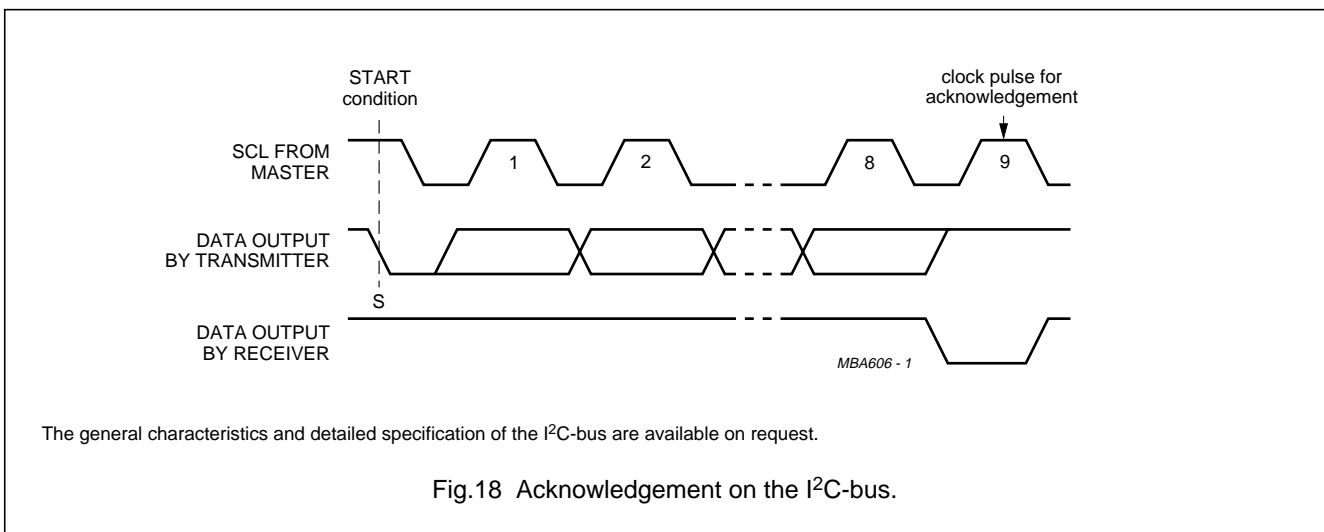 START
condition
clock pulse for
acknowledgement
SCL FROM
MASTER
1
2
8
9
DATA OUTPUT
BY TRANSMITTER
S
DATA OUTPUT
BY RECEIVER
MBA606 - 1
The general characteristics and detailed specification of the I²C-bus are available on request.
Fig.18 Acknowledgement on the I²C-bus.